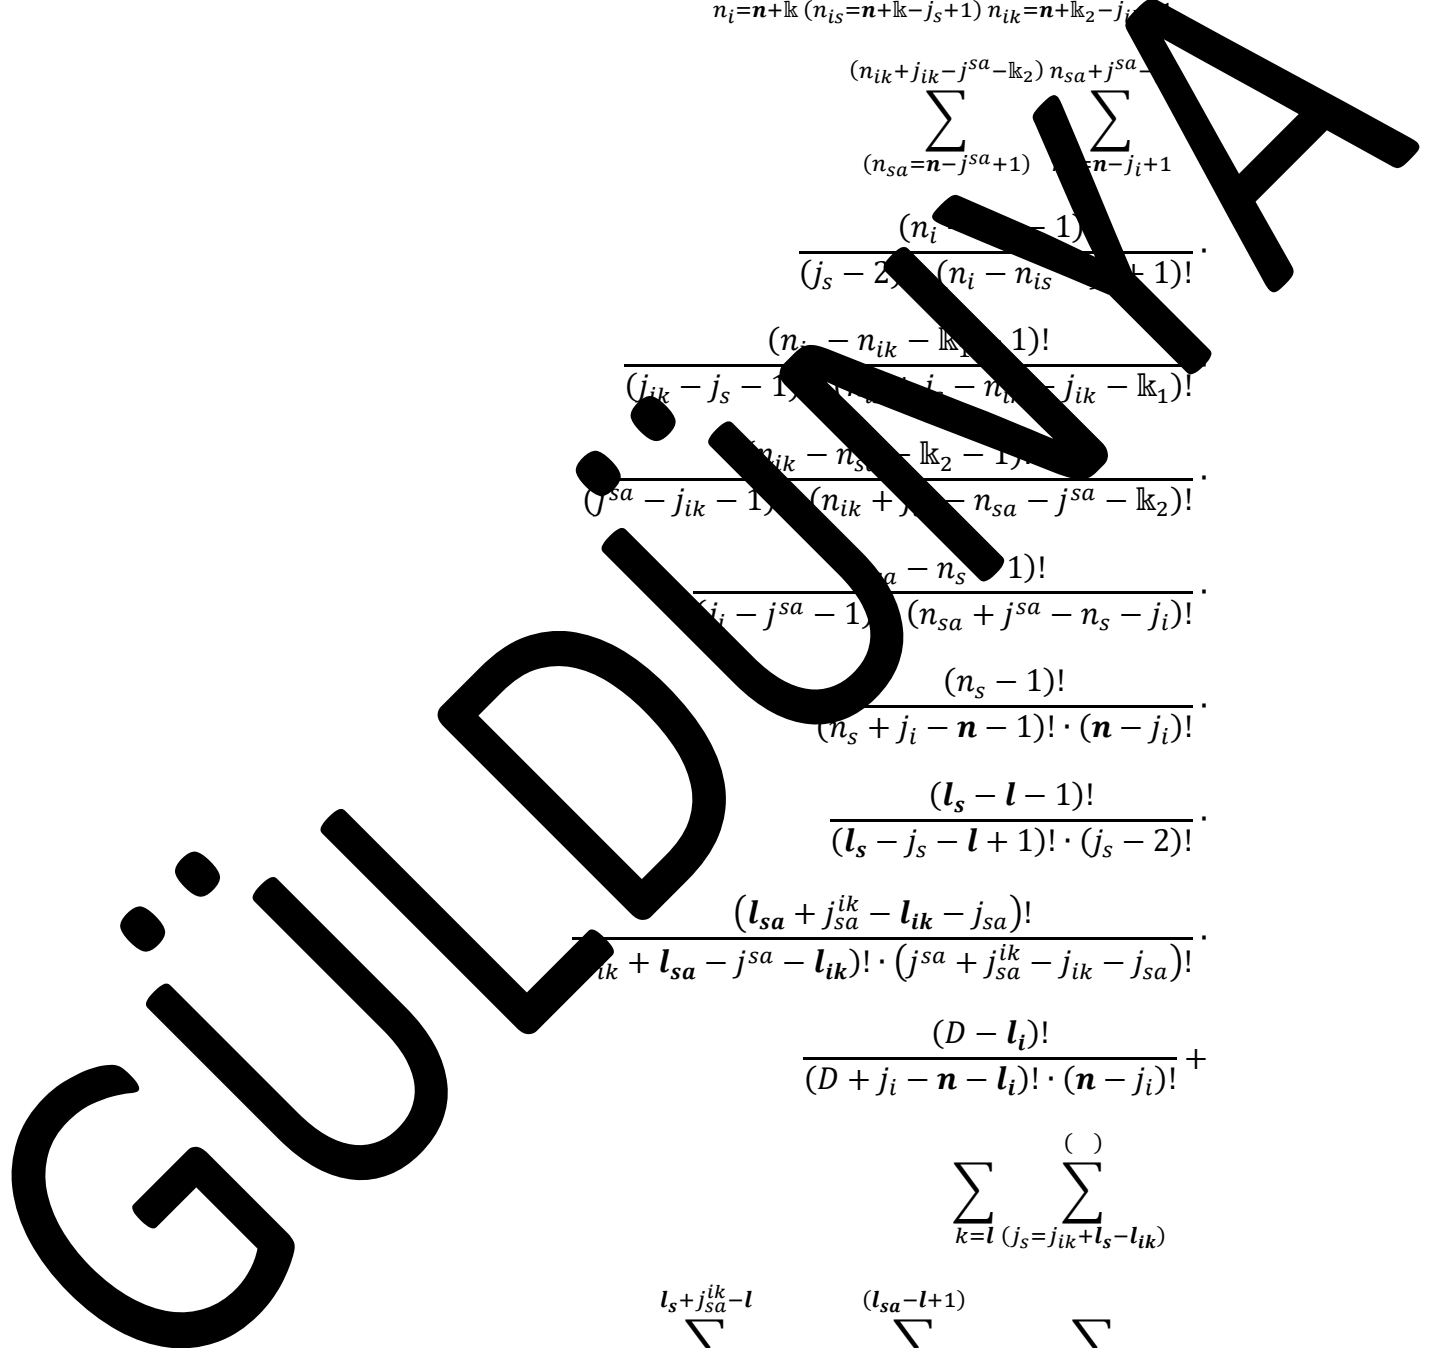 n_i=n+𝕜 (n_is=n+𝕜−j_s+1) n_ik=n+𝕜_2−j
(n_ik+j_ik−j^sa−𝕜_2) n_sa+j^sa−
∑ ∑
(n_sa=n−j^sa+1) =n−j_i+1
(n_i − 1)
(j_s − 2) (n_i − n_is + 1)! ·
(n − n_ik − 𝕜 1)!
(j_ik − j_s − 1) − j_ik − 𝕜_1)! ·
n_ik − n − 𝕜_2 − 1)
(j^sa − j_ik − 1) (n_ik + − n_sa − j^sa − 𝕜_2)! ·
− n_s 1)!
− j^sa − 1) (n_sa + j^sa − n_s − j_i)! ·
(n_s − 1)!
(n_s + j_i − n − 1)! · (n − j_i)! ·
(l_s − l − 1)!
(l_s − j_s − l + 1)! · (j_s − 2)! ·
(l_sa + j_sa^ik − l_ik − j_sa)!
ik + l_sa − j^sa − l_ik)! · (j^sa + j_sa^ik − j_ik − j_sa)! ·
(D − l_i)!
(D + j_i − n − l_i)! · (n − j_i)! +
( )
∑ ∑
k=l (j_s=j_ik+l_s−l_ik)
l_s+j_sa^ik−l (l_sa−l+1)
∑ ∑ ∑
GÜLDÜNYA